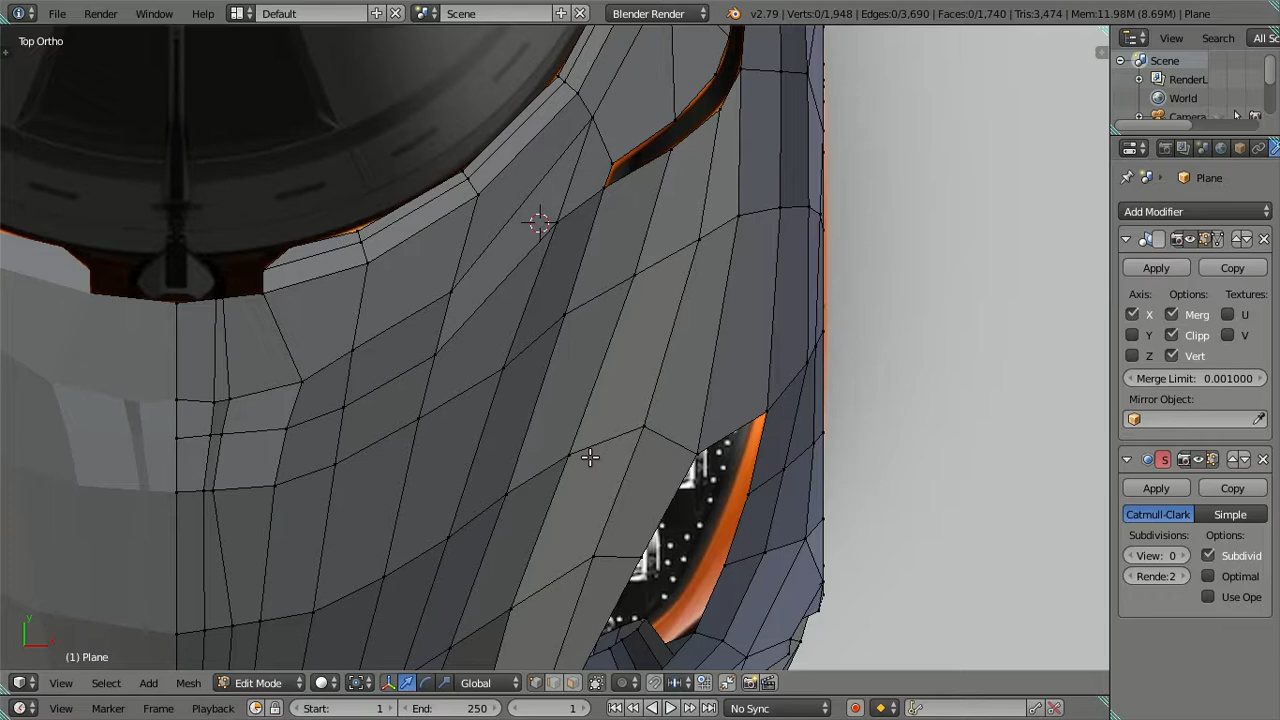 File Render Window Help Default Scene Blender Render v2.79 | Verts:0/1,948 | Edges:0/3,690 | Faces:0/1,740 | Tris:3,474 | Mem:11.98M (8.69M) | Plane
Top Ortho
View Search All Sc
Scene
RenderL
World
Camera
Plane
Add Modifier
Apply Copy
Axis: Options: Textures:
X Merg U
Y Clipp V
Z Vert
Merge Limit: 0.001000
Mirror Object:
S
Apply Copy
Catmull-Clark Simple
Subdivisions: Options:
View: 0 Subdivid
Rende:2 Optimal
Use Ope
y
x
(1) Plane
View Select Add Mesh Edit Mode Global
View Marker Frame Playback Start: 1 End: 250 1 No Sync